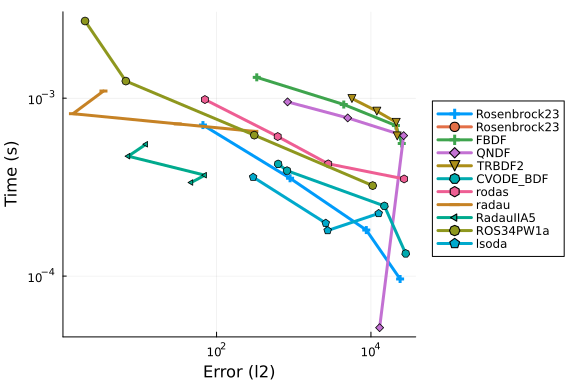 Time (s)
10⁻³
10⁻⁴
10²
10⁴
Error (l2)
Rosenbrock23
Rosenbrock23
FBDF
QNDF
TRBDF2
CVODE_BDF
rodas
radau
RadauIIA5
ROS34PW1a
lsoda